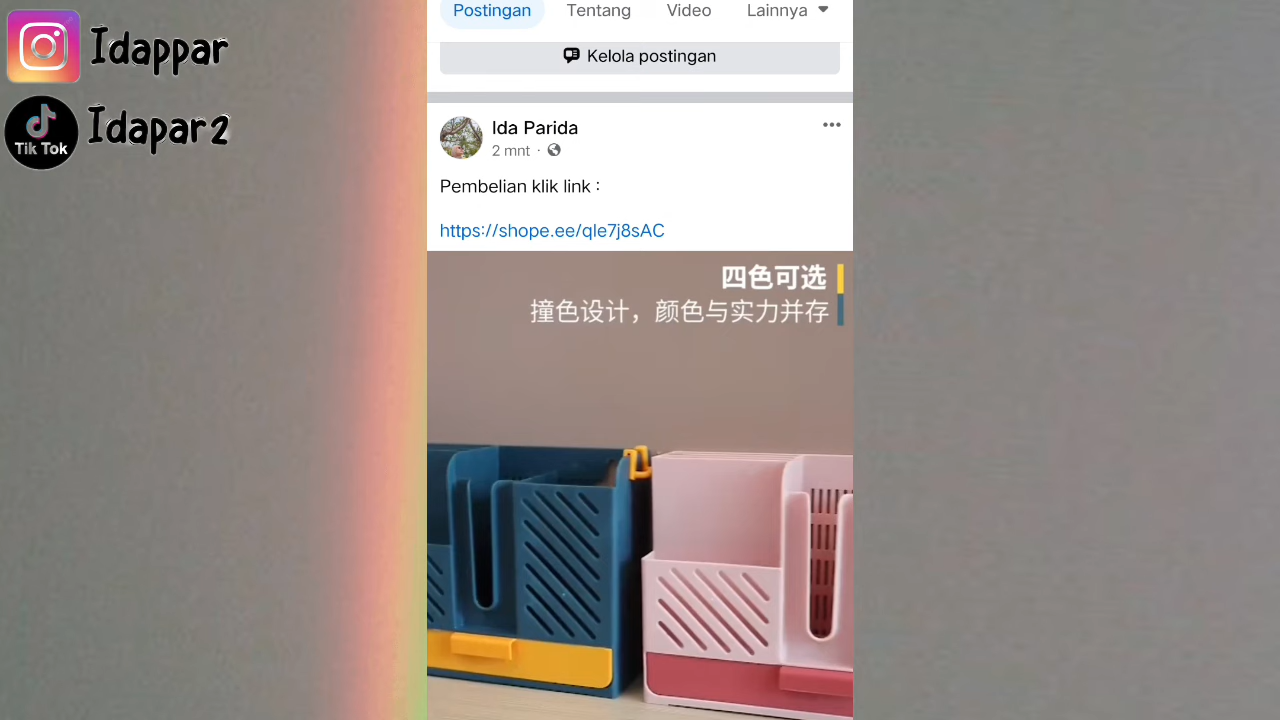 Idappar
Tik Tok
Idapar2
Postingan Tentang Video Lainnya
Kelola postingan
Ida Parida
2 mnt ·
Pembelian klik link :
https://shope.ee/qle7j8sAC
四色可选
撞色设计，颜色与实力并存